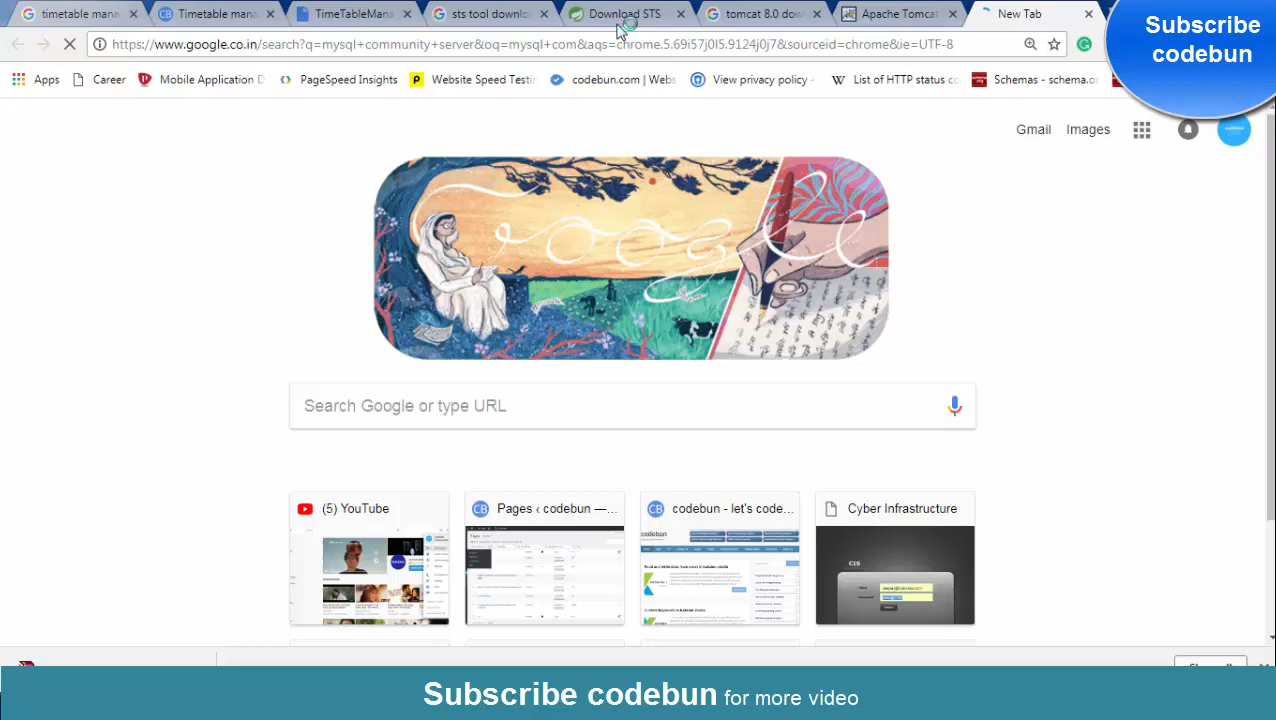 timetable mana
Timetable mana
TimeTableMana
sts tool downlo
Download STS
tomcat 8.0 dow
Apache Tomcat
New Tab
https://www.google.co.in/search?q=mysql+community+server&oq=mysql+com&aqs=chrome.5.69i57j0l5.9124j0j7&sourceid=chrome&ie=UTF-8
Apps
Career
Mobile Application D
PageSpeed Insights
Website Speed Testin
codebun.com | Webs
View privacy policy -
List of HTTP status co
Schemas - schema.or
Subscribe
codebun
Gmail
Images
Search Google or type URL
(5) YouTube
Pages ‹ codebun —...
codebun - let's code...
Cyber Infrastructure
Subscribe codebun for more video